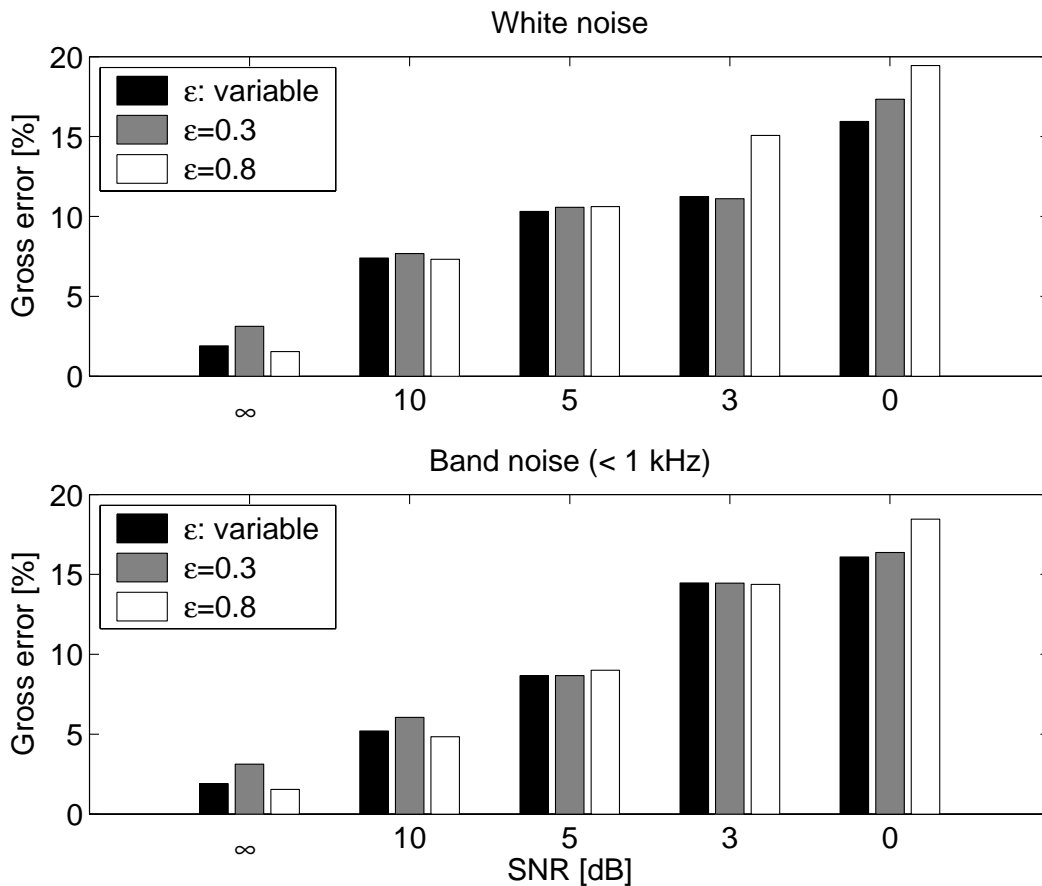 White noise
20
15
10
5
0
Gross error [%]
ε: variable
ε=0.3
ε=0.8
∞ 10 5 3 0
Band noise (< 1 kHz)
20
15
10
5
0
Gross error [%]
ε: variable
ε=0.3
ε=0.8
∞ 10 5 3 0
SNR [dB]